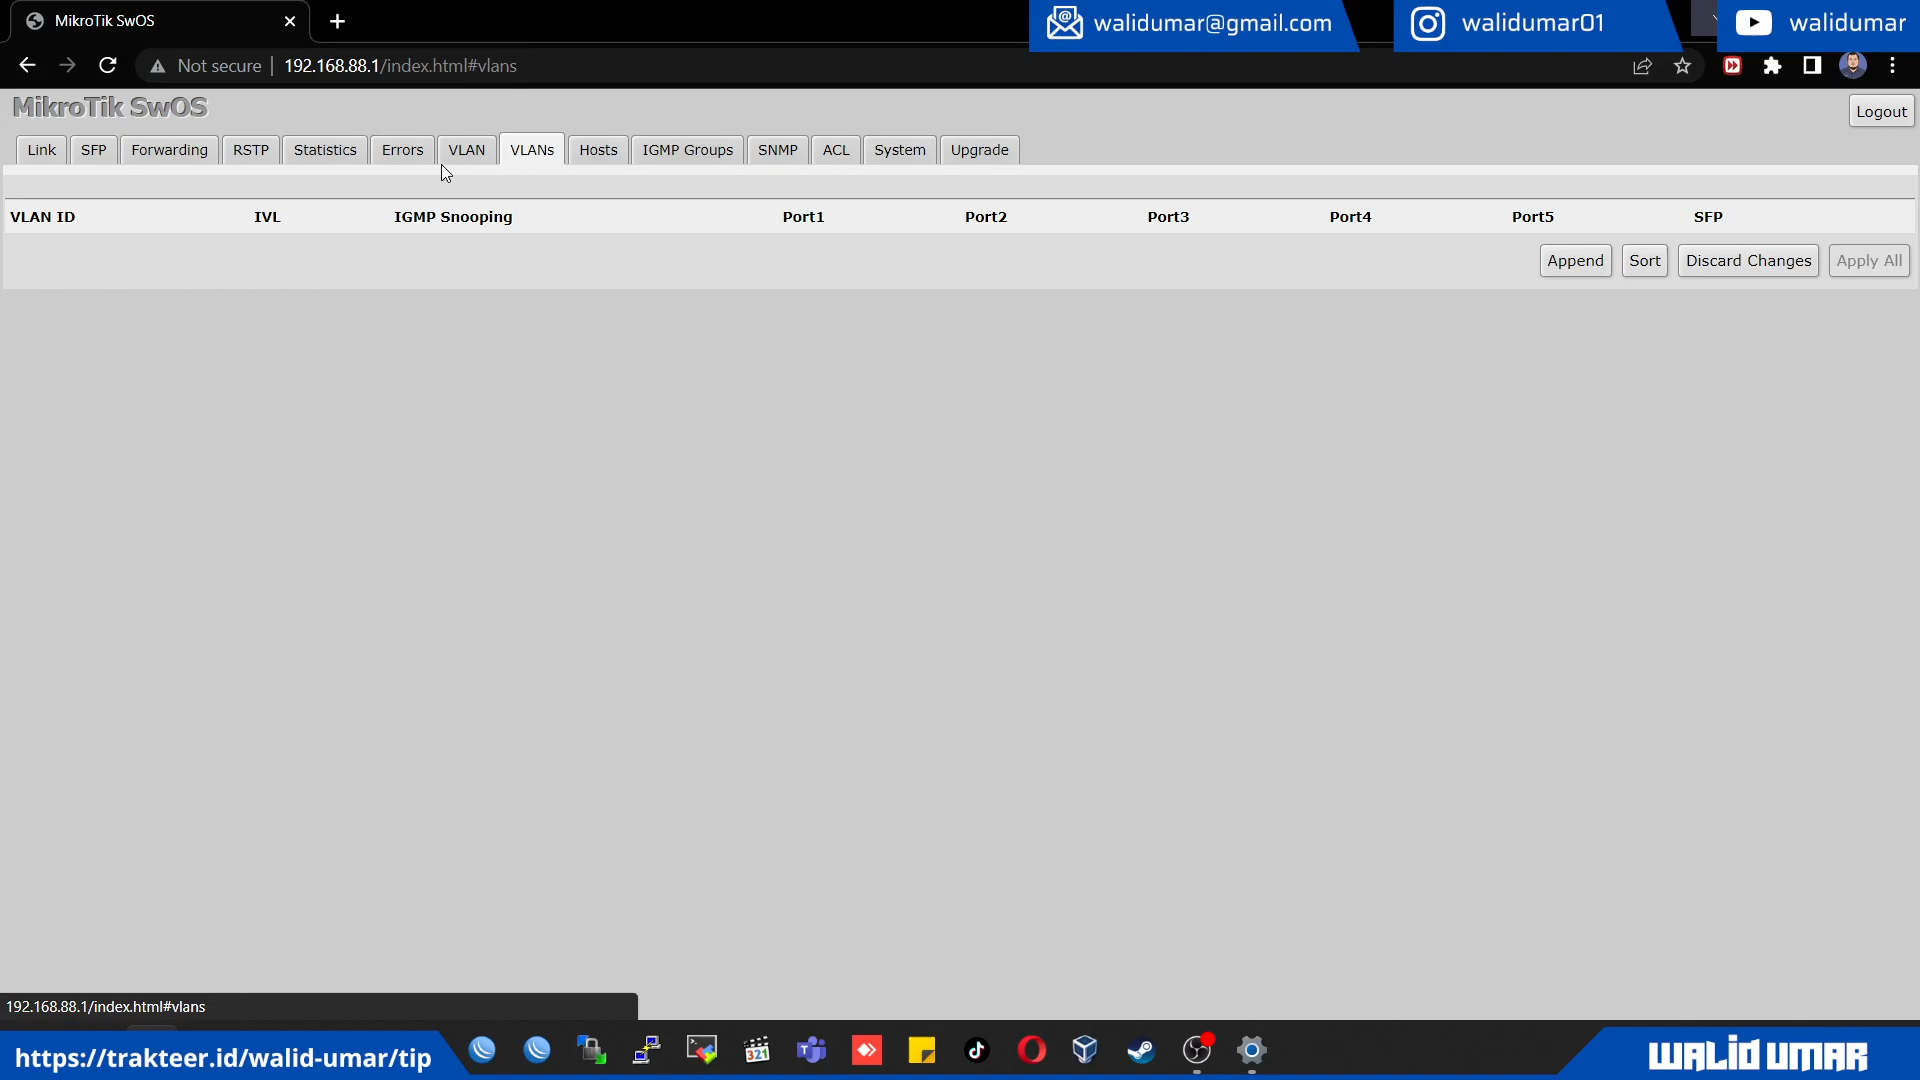 MikroTik SwOS
walidumar@gmail.com
walidumar01
walidumar
Not secure | 192.168.88.1/index.html#vlans
MikroTik SwOS
Logout
Link SFP Forwarding RSTP Statistics Errors VLAN VLANs Hosts IGMP Groups SNMP ACL System Upgrade
VLAN ID IVL IGMP Snooping Port1 Port2 Port3 Port4 Port5 SFP
Append Sort Discard Changes Apply All
192.168.88.1/index.html#vlans
https://trakteer.id/walid-umar/tip
321
WALID UMAR